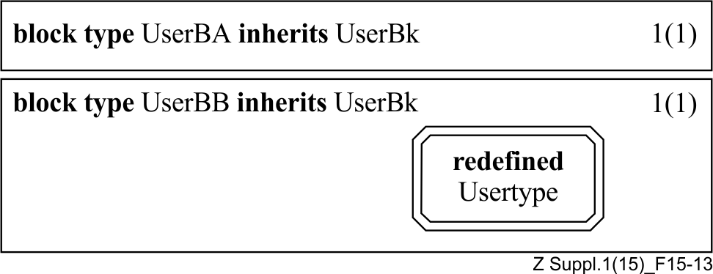 block type UserBA inherits UserBk 1(1)
block type UserBB inherits UserBk 1(1)
redefined
Usertype
Z Suppl.1(15)_F15-13